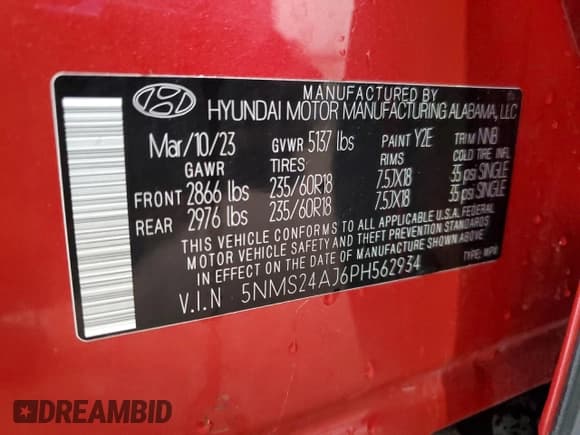 MANUFACTURED BY
HYUNDAI MOTOR MANUFACTURING ALABAMA, LLC
Mar/10/23 GVWR 5137 lbs PAINT Y2E TRIM NNB
GAWR TIRES RIMS COLD TIRE INFL
FRONT 2866 lbs 235/60R18 7.5JX18 35 psi SINGLE
REAR 2976 lbs 235/60R18 7.5JX18 35 psi SINGLE
THIS VEHICLE CONFORMS TO ALL APPLICABLE U.S.A. FEDERAL
MOTOR VEHICLE SAFETY AND THEFT PREVENTION STANDARDS
IN EFFECT ON THE DATE OF MANUFACTURE SHOWN ABOVE
V.I.N 5NMS24AJ6PH562934 TYPE: MPV
DREAMBID